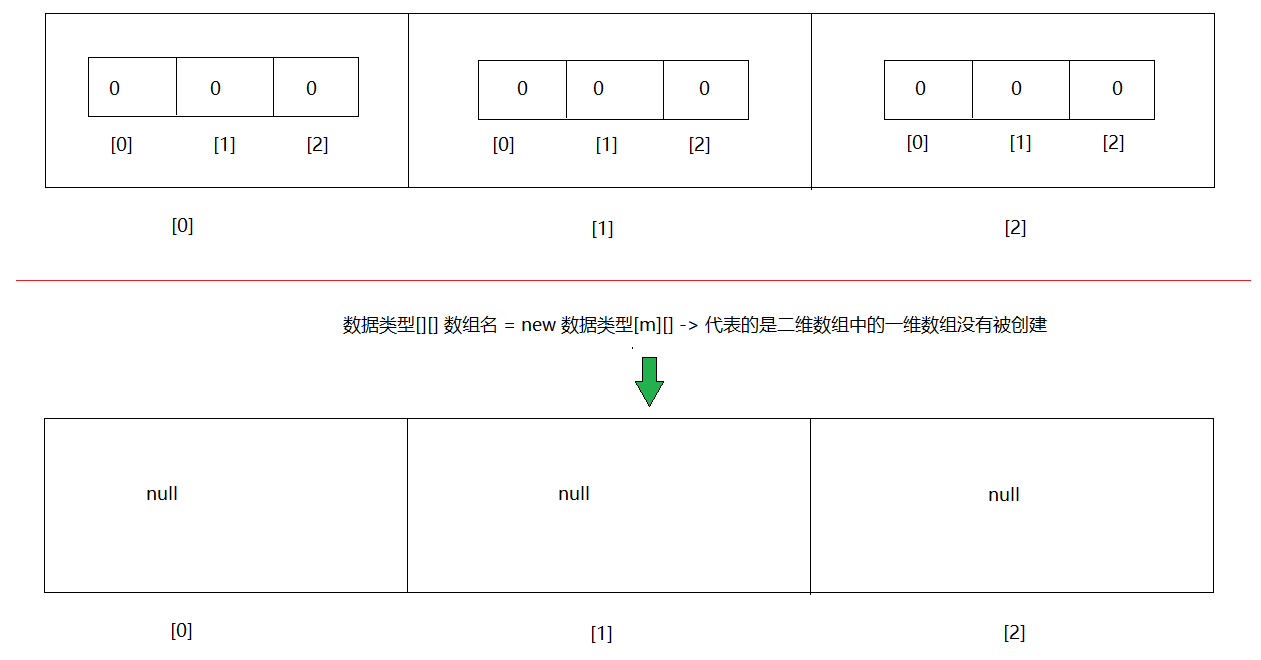 0 0 0 0 0 0 0 0 0
[0] [1] [2] [0] [1] [2] [0] [1] [2]
[0] [1] [2]
数据类型[][] 数组名 = new 数据类型[m][] -> 代表的是二维数组中的一维数组没有被创建
null null null
[0] [1] [2]